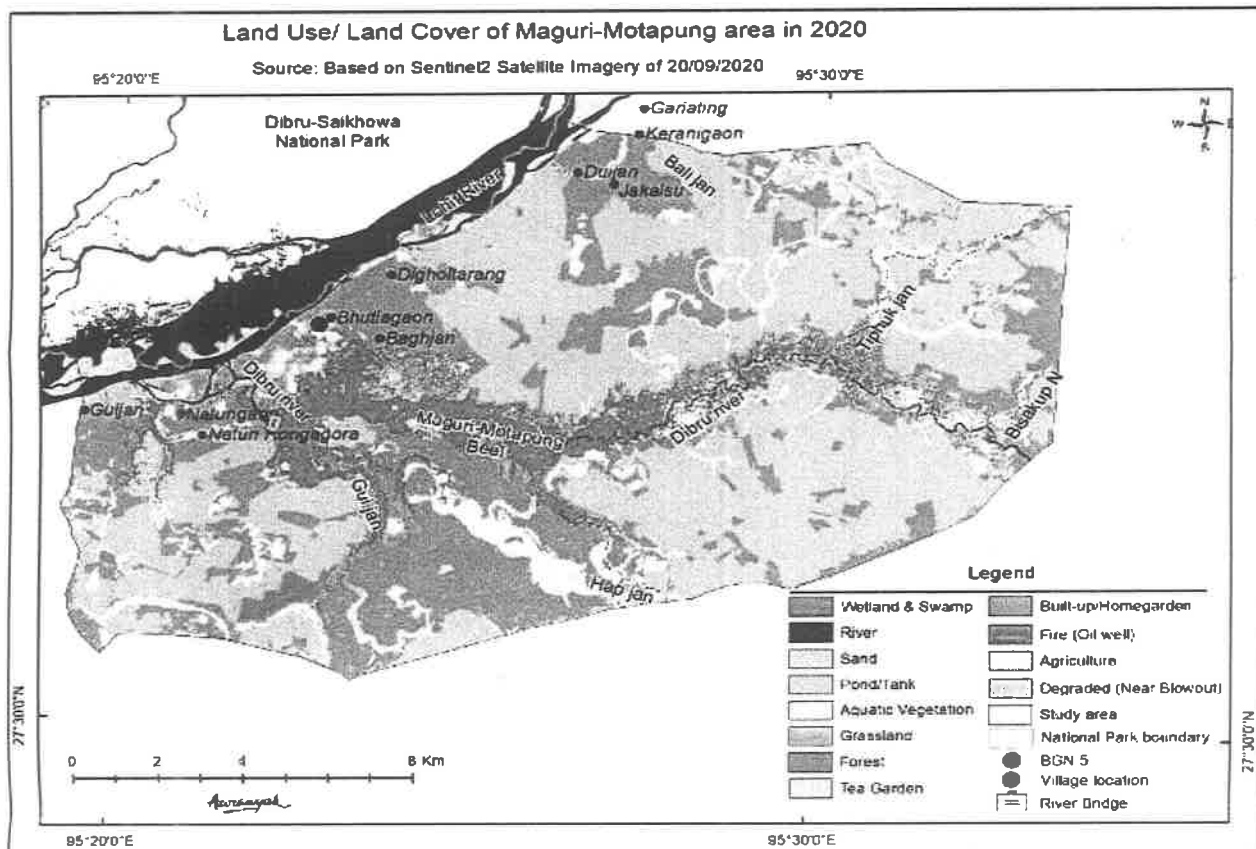 Land Use/ Land Cover of Maguri-Motapung area in 2020
Source: Based on Sentinel2 Satellite Imagery of 20/09/2020
95°20'0"E
95°30'0"E
N
W
E
S
Dibru-Saikhowa
National Park
Gariating
Keranigaon
Duijan
Jakaisu
Bali jan
Lohit River
Digholtarang
Bhutiagaon
Baghjan
Tiphuk jan
Dibru river
Guijan
Natungaon
Natun Rongagora
Maguri-Motapung
(Beel)
Dibru river
Bisakup N
Guijan
Hap jan
Legend
Wetland & Swamp
River
Sand
Pond/Tank
Aquatic Vegetation
Grassland
Forest
Tea Garden
Built-up/Homegarden
Fire (Oil well)
Agriculture
Degraded (Near Blowout)
Study area
National Park boundary
BGN 5
Village location
River Bridge
27°30'0"N
27°30'0"N
0 2 4 8 Km
95°20'0"E
95°30'0"E